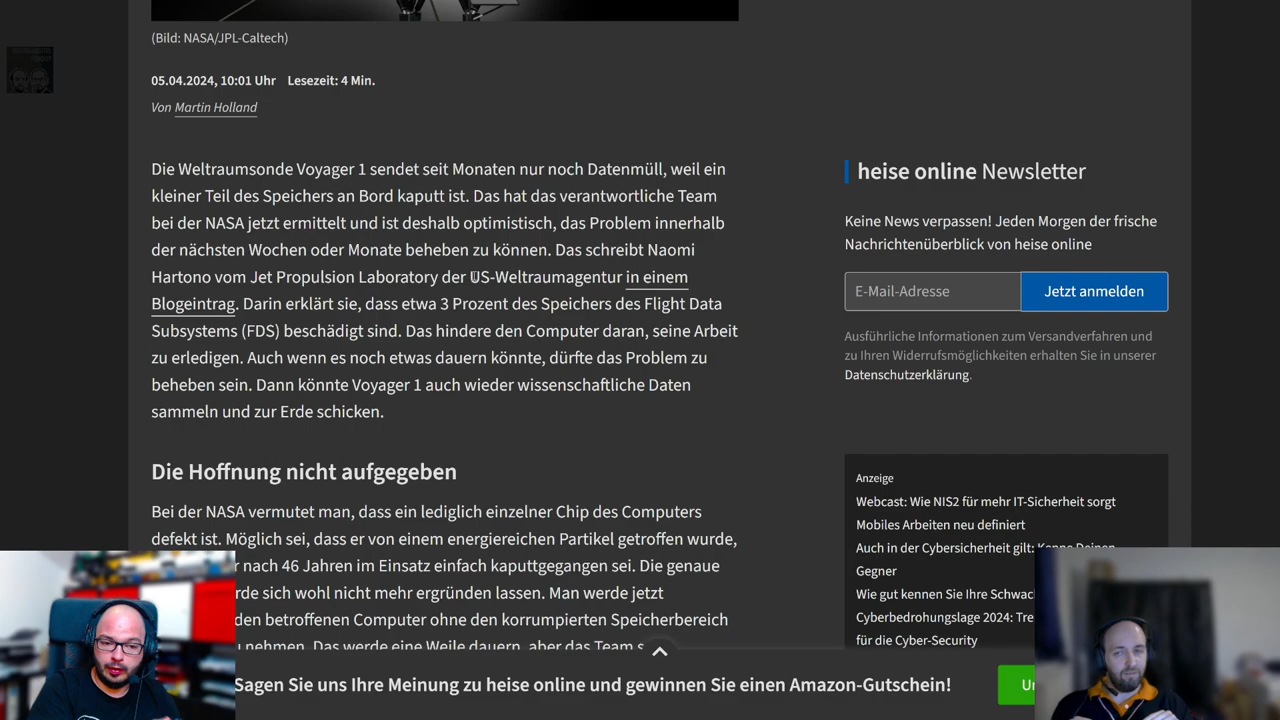 (Bild: NASA/JPL-Caltech)
05.04.2024, 10:01 Uhr Lesezeit: 4 Min.
Von Martin Holland
Die Weltraumsonde Voyager 1 sendet seit Monaten nur noch Datenmüll, weil ein
kleiner Teil des Speichers an Bord kaputt ist. Das hat das verantwortliche Team
bei der NASA jetzt ermittelt und ist deshalb optimistisch, das Problem innerhalb
der nächsten Wochen oder Monate beheben zu können. Das schreibt Naomi
Hartono vom Jet Propulsion Laboratory der US-Weltraumagentur in einem
Blogeintrag. Darin erklärt sie, dass etwa 3 Prozent des Speichers des Flight Data
Subsystems (FDS) beschädigt sind. Das hindere den Computer daran, seine Arbeit
zu erledigen. Auch wenn es noch etwas dauern könnte, dürfte das Problem zu
beheben sein. Dann könnte Voyager 1 auch wieder wissenschaftliche Daten
sammeln und zur Erde schicken.
Die Hoffnung nicht aufgegeben
Bei der NASA vermutet man, dass ein lediglich einzelner Chip des Computers
defekt ist. Möglich sei, dass er von einem energiereichen Partikel getroffen wurde,
nach 46 Jahren im Einsatz einfach kaputtgegangen sei. Die genaue
sich wohl nicht mehr ergründen lassen. Man werde jetzt
den betroffenen Computer ohne den korrumpierten Speicherbereich
nehmen. Das werde eine Weile dauern, aber das Team
heise online Newsletter
Keine News verpassen! Jeden Morgen der frische
Nachrichtenüberblick von heise online
E-Mail-Adresse
Jetzt anmelden
Ausführliche Informationen zum Versandverfahren und
zu Ihren Widerrufsmöglichkeiten erhalten Sie in unserer
Datenschutzerklärung.
Anzeige
Webcast: Wie NIS2 für mehr IT-Sicherheit sorgt
Mobiles Arbeiten neu definiert
Auch in der Cybersicherheit gilt: Kenne Deinen
Gegner
Wie gut kennen Sie Ihre
Cyberbedrohungslage 2024:
für die Cyber-Security
Sagen Sie uns Ihre Meinung zu heise online und gewinnen Sie einen Amazon-Gutschein!